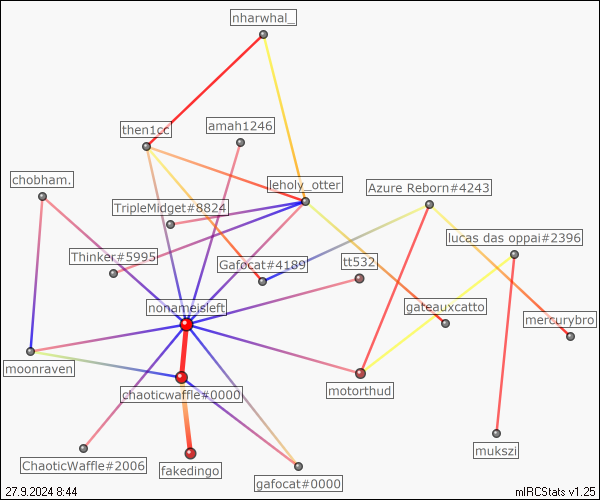 nharwhal_
then1cc
amah1246
chobham.
leholy_otter
Azure Reborn#4243
TripleMidget#8824
lucas das oppai#2396
Thinker#5995
Gafocat#4189
tt532
nonameisleft
gateauxcatto
mercurybro
moonraven
chaoticwaffle#0000
motorthud
mukszi
ChaoticWaffle#2006
fakedingo
gafocat#0000
27.9.2024 8:44
mIRCStats v1.25